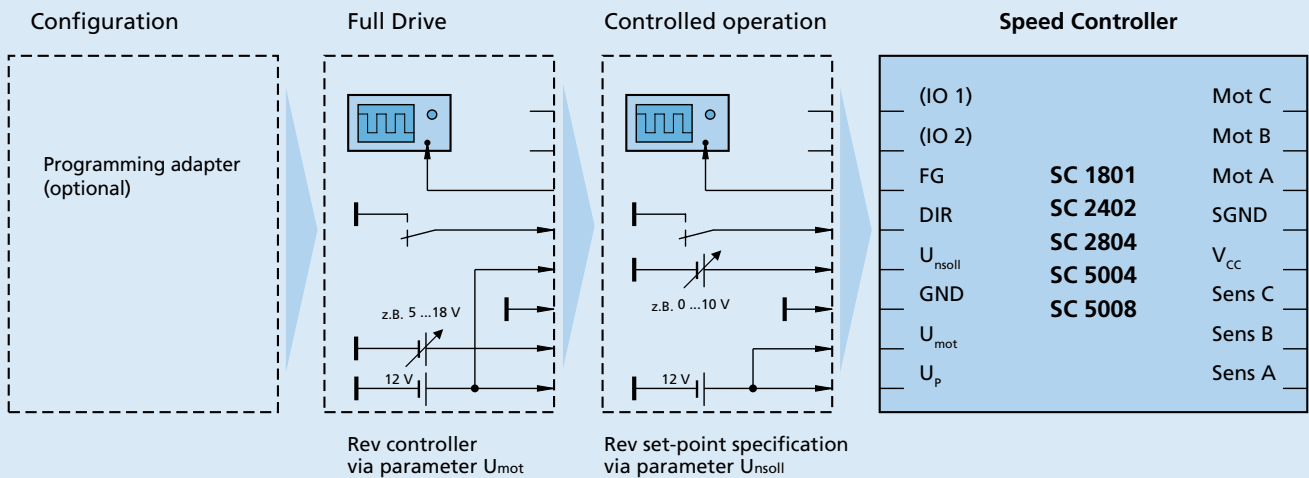 Configuration
Full Drive
Controlled operation
Speed Controller
Programming adapter
(optional)
z.B. 5 ...18 V
12 V
z.B. 0 ...10 V
12 V
(IO 1)
(IO 2)
FG
DIR
Unsoll
GND
Umot
UP
SC 1801
SC 2402
SC 2804
SC 5004
SC 5008
Mot C
Mot B
Mot A
SGND
VCC
Sens C
Sens B
Sens A
Rev controller
via parameter Umot
Rev set-point specification
via parameter Unsoll